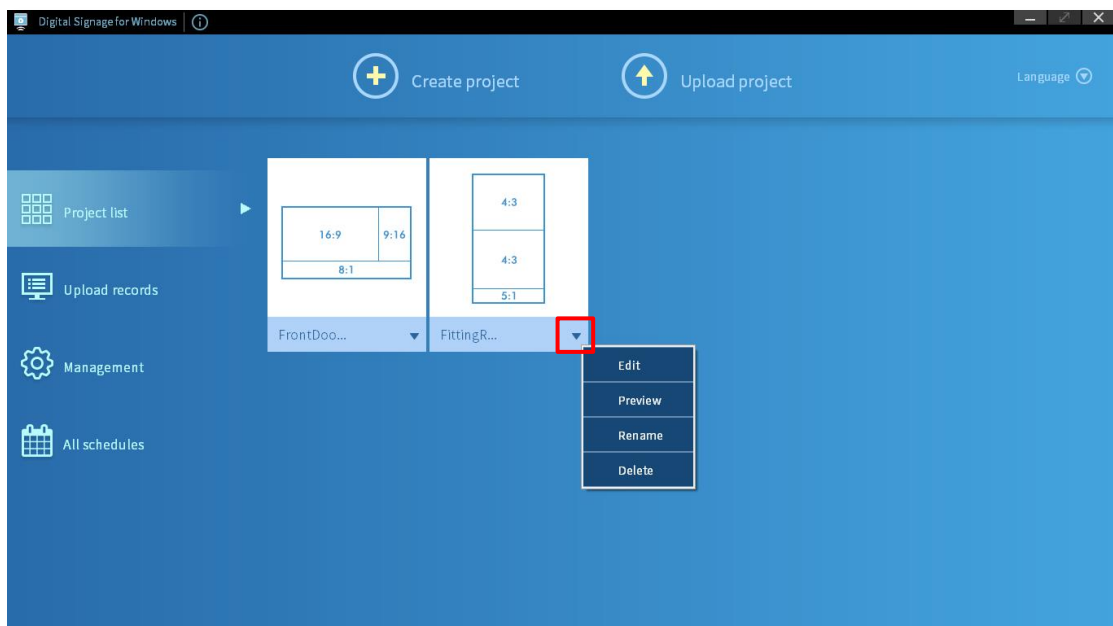 Digital Signage for Windows
Create project
Upload project
Language
Project list
Upload records
Management
All schedules
16:9
9:16
8:1
FrontDoo...
4:3
4:3
5:1
FittingR...
Edit
Preview
Rename
Delete